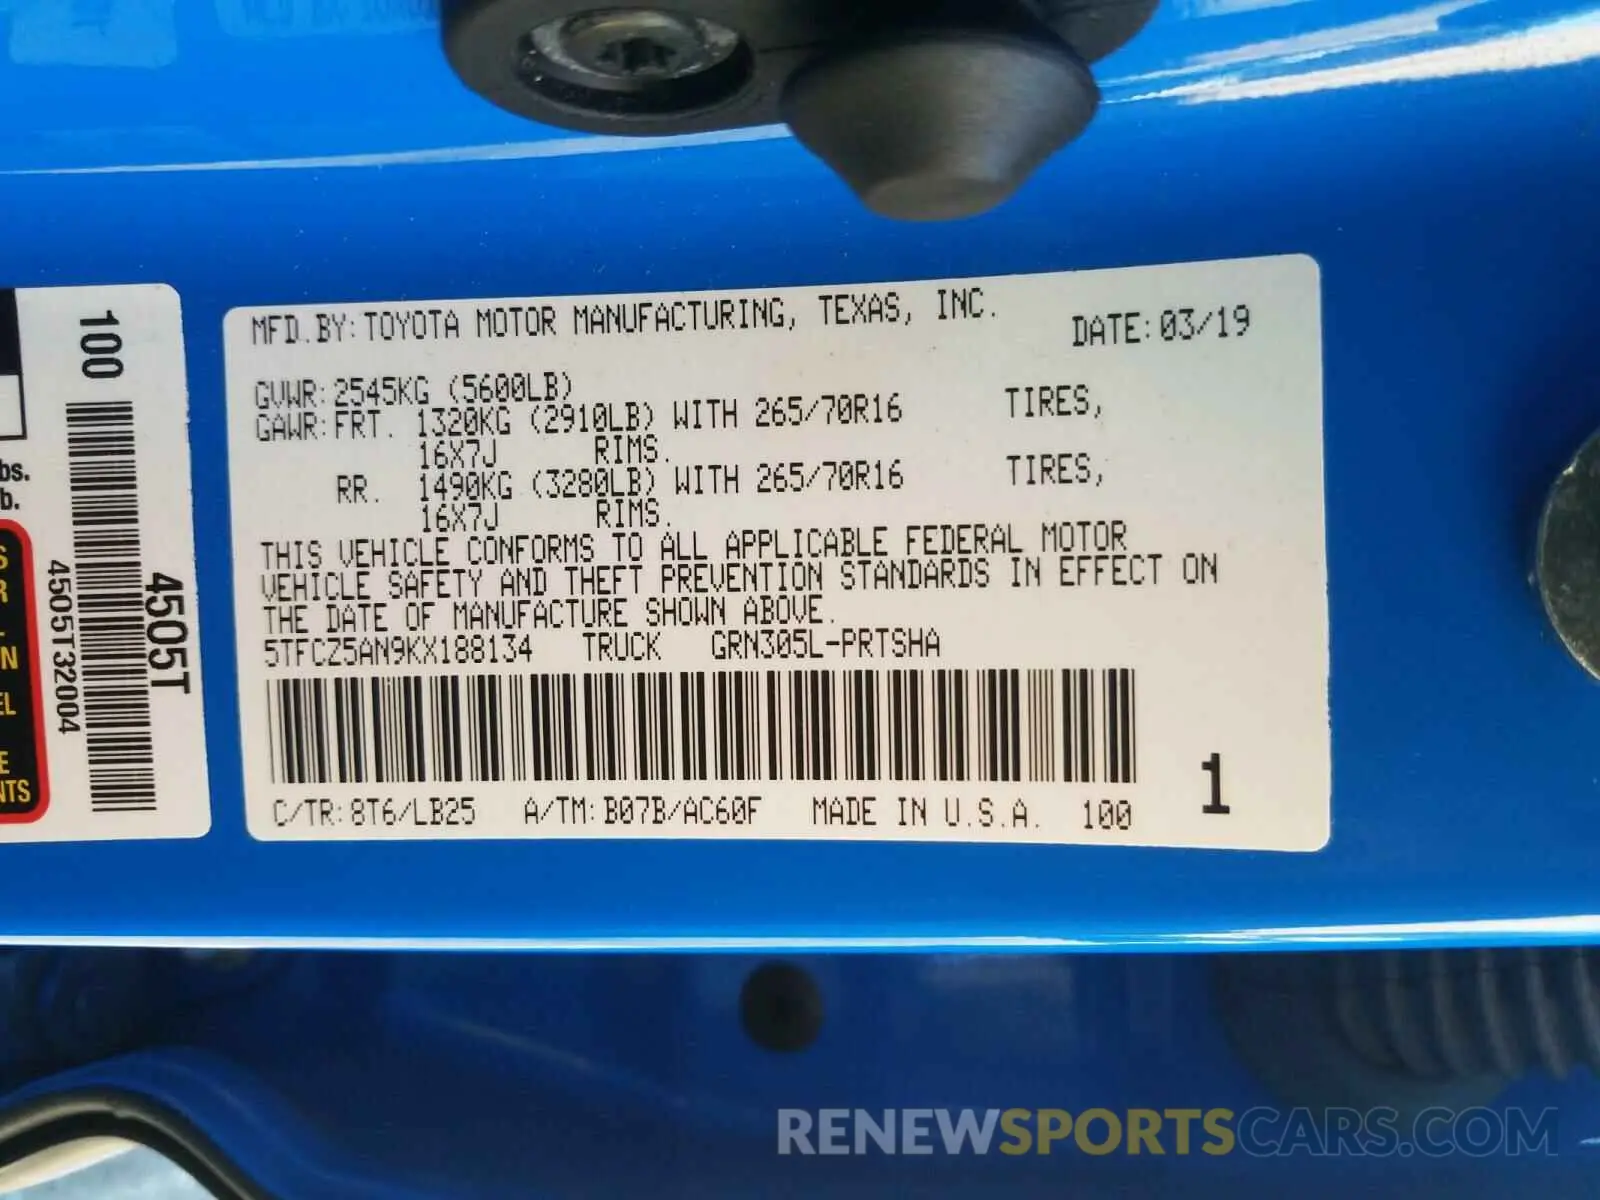 MFD.BY:TOYOTA MOTOR MANUFACTURING, TEXAS, INC.
DATE:03/19
GVWR:2545KG (5600LB)
GAWR:FRT. 1320KG (2910LB) WITH 265/70R16 TIRES,
16X7J RIMS.
RR. 1490KG (3280LB) WITH 265/70R16 TIRES,
16X7J RIMS.
THIS VEHICLE CONFORMS TO ALL APPLICABLE FEDERAL MOTOR
VEHICLE SAFETY AND THEFT PREVENTION STANDARDS IN EFFECT ON
THE DATE OF MANUFACTURE SHOWN ABOVE.
5TFCZ5AN9KX188134 TRUCK GRN305L-PRTSHA
C/TR:8T6/LB25 A/TM:B07B/AC60F MADE IN U.S.A. 100
1
100
4505T32004
4505T
bs.
b.
RENEWSPORTSCARS.COM